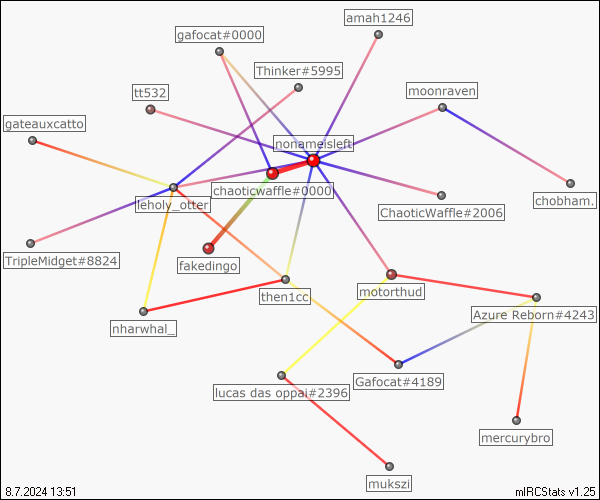 amah1246
gafocat#0000
Thinker#5995
tt532
moonraven
gateauxcatto
nonameisleft
chaoticwaffle#0000
leholy_otter
ChaoticWaffle#2006
chobham.
TripleMidget#8824
fakedingo
then1cc
motorthud
Azure Reborn#4243
nharwhal_
Gafocat#4189
lucas das oppai#2396
mercurybro
mukszi
8.7.2024 13:51
mIRCStats v1.25